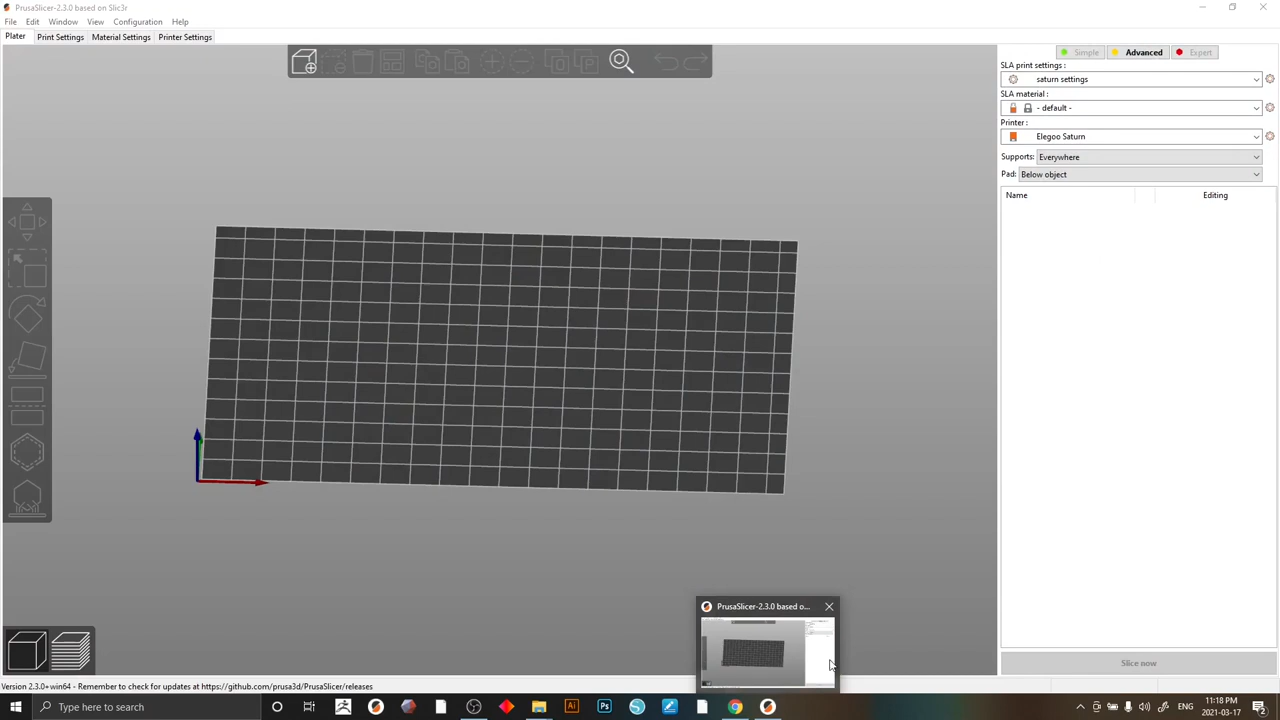 PrusaSlicer-2.3.0 based on Slic3r
File Edit Window View Configuration Help
Plater Print Settings Material Settings Printer Settings
Simple Advanced Expert
SLA print settings:
saturn settings
SLA material :
- default -
Printer :
Elegoo Saturn
Supports: Everywhere
Pad: Below object
Name Editing
PrusaSlicer-2.3.0 based o...
Slice now
Version 2.3.0+win64 - Remember to check for updates at https://github.com/prusa3d/PrusaSlicer/releases
Type here to search
Ai Ps
11:18 PM
2021-03-17